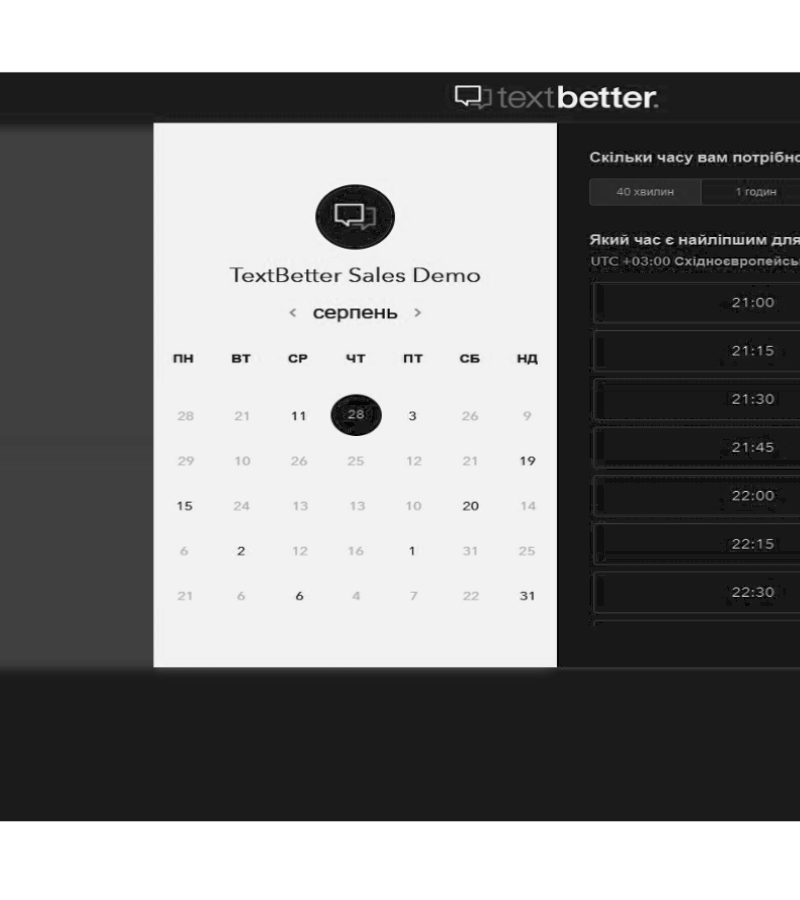 textbetter.
TextBetter Sales Demo
< серпень >
ПН ВТ СР ЧТ ПТ СБ НД
28 21 11 28 3 26 9
29 10 26 25 12 21 19
15 24 13 13 10 20 14
6 2 12 16 1 31 25
21 6 6 4 7 22 31
Скільки часу вам потрібно
40 хвилин 1 годин
Який час є найліпшим для
UTC +03:00 Східноєвропейсь
21:00
21:15
21:30
21:45
22:00
22:15
22:30